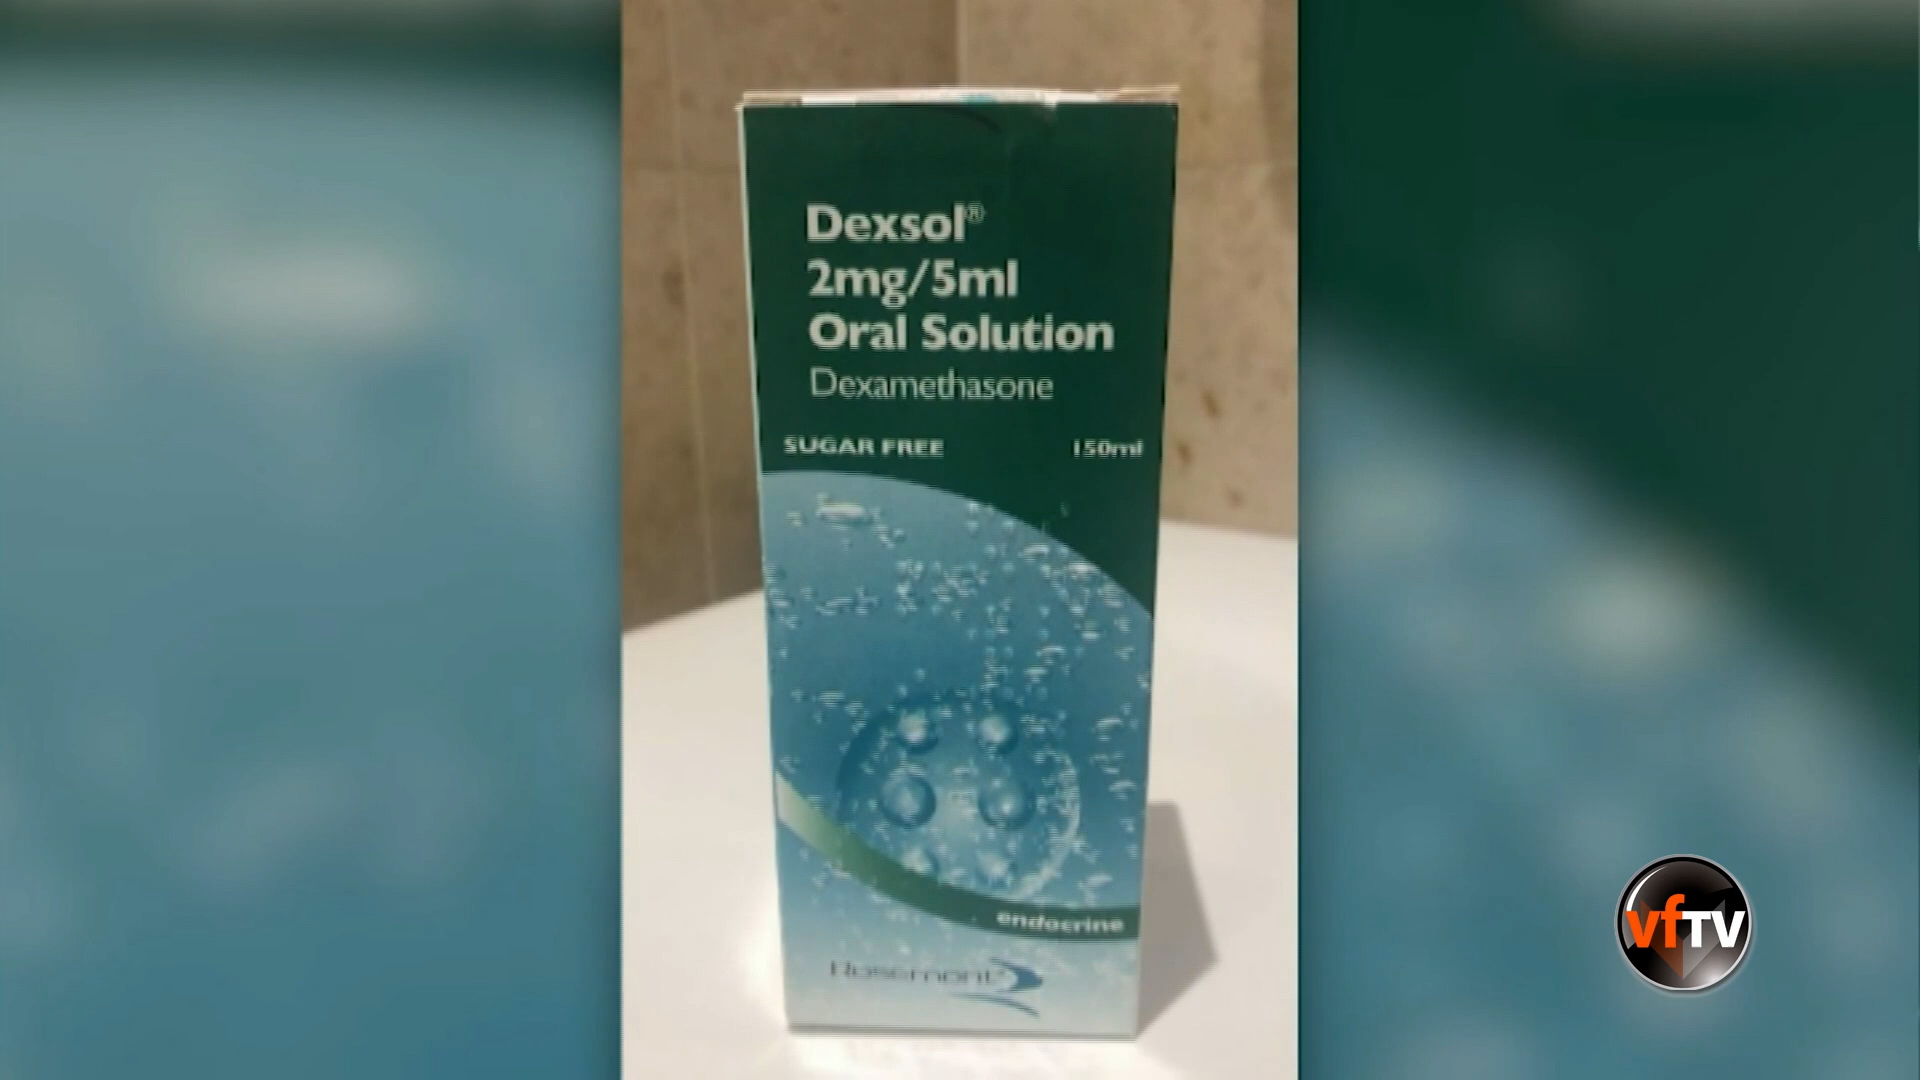 Dexsol®
2mg/5ml
Oral Solution
Dexamethasone
SUGAR FREE 150ml
endocrine
Rosemont
vfTV